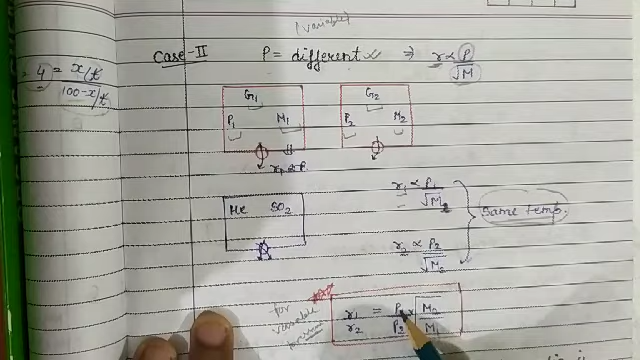 (variable)
Case-II P = different ⇒ r ∝ P/√M
= 4 = x/t / 100-x/t
G1 G2
P1 M1 P2 M2
r1 ∝ P1/√M
He SO2
r2 ∝ P2/√M2
Same temp.
for variable
r1/r2 = P1/P2 × √M2/M1